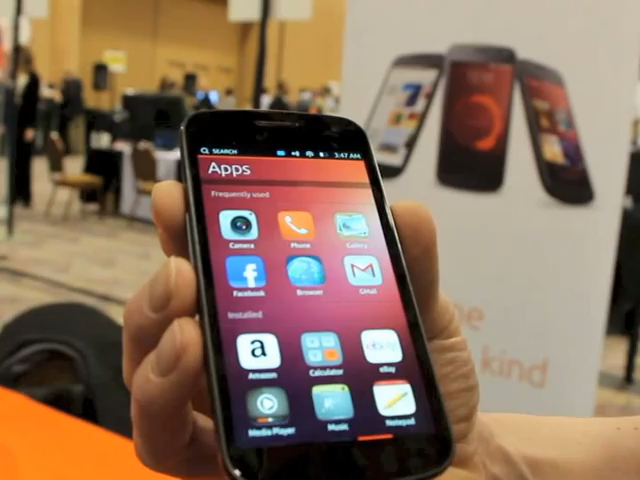 SEARCH 3:47 AM
Apps
Frequently used
Camera Phone Gallery
Facebook Browser GMail
Installed
a
Amazon Calculator eBay
Media Player Music Notepad
kind